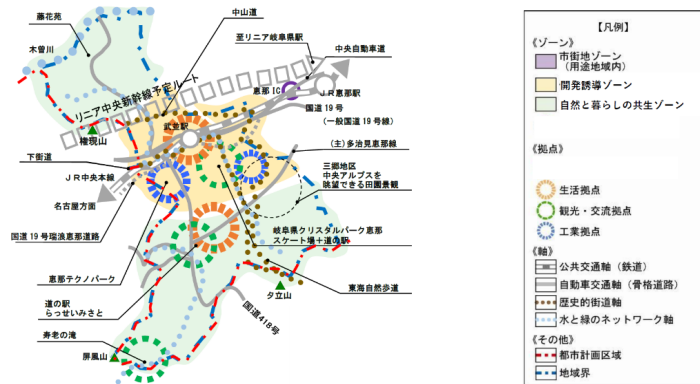 藤花苑
木曽川
中山道
至リニア岐阜県駅
中央自動車道
リニア中央新幹線予定ルート
恵那IC
JR恵那駅
国道19号
(一般国道19号線)
武並駅
権現山
(主)多治見恵那線
下街道
三郷地区
中央アルプスを
眺望できる田園景観
JR中央本線
名古屋方面
国道19号瑞浪恵那道路
岐阜県クリスタルパーク恵那
スケート場+道の駅
恵那テクノパーク
東海自然歩道
夕立山
道の駅
らっせいみさと
国道418号
寿老の滝
屏風山
【凡例】
《ゾーン》
市街地ゾーン
(用途地域内)
開発誘導ゾーン
自然と暮らしの共生ゾーン
《拠点》
生活拠点
観光・交流拠点
工業拠点
《軸》
公共交通軸(鉄道)
自動車交通軸(骨格道路)
歴史的街道軸
水と緑のネットワーク軸
《その他》
都市計画区域
地域界